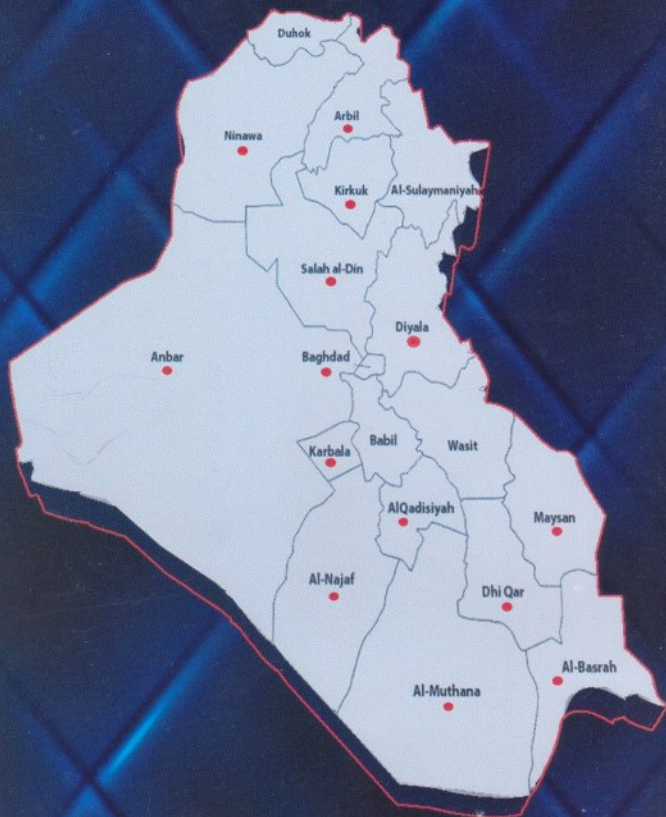 Duhok
Arbil
Ninawa
Kirkuk
Al-Sulaymaniyah
Salah al-Din
Diyala
Anbar
Baghdad
Babil
Wasit
Karbala
AlQadisiyah
Maysan
Al-Najaf
Dhi Qar
Al-Basrah
Al-Muthana